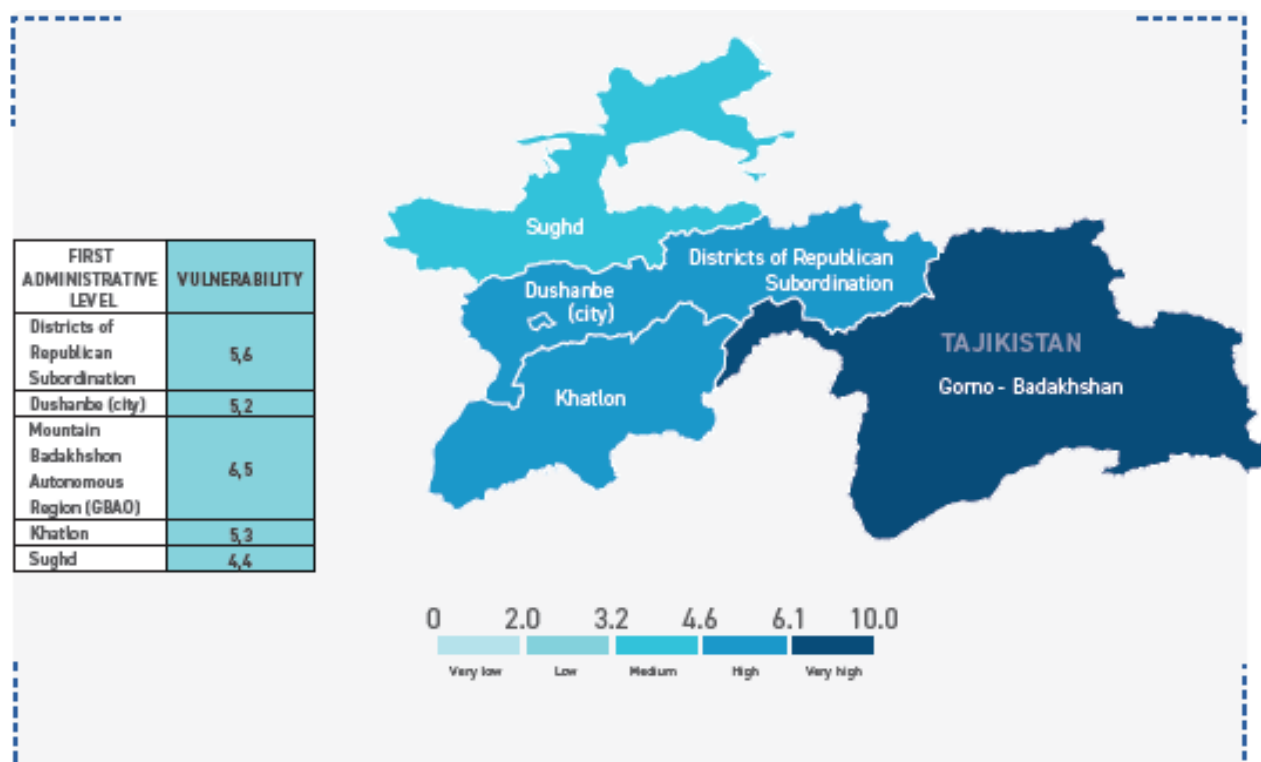 Sughd
Districts of Republican
Subordination
Dushanbe
(city)
TAJIKISTAN
Gorno - Badakhshan
Khatlon
FIRST
ADMINISTRATIVE
LEVEL
VULNERABILITY
Districts of
Republican
Subordination
5,6
Dushanbe (city)
5,2
Mountain
Badakhshon
Autonomous
Region (GBAO)
6,5
Khatlon
5,3
Sughd
4,4
0 2.0 3.2 4.6 6.1 10.0
Very low Low Medium High Very high